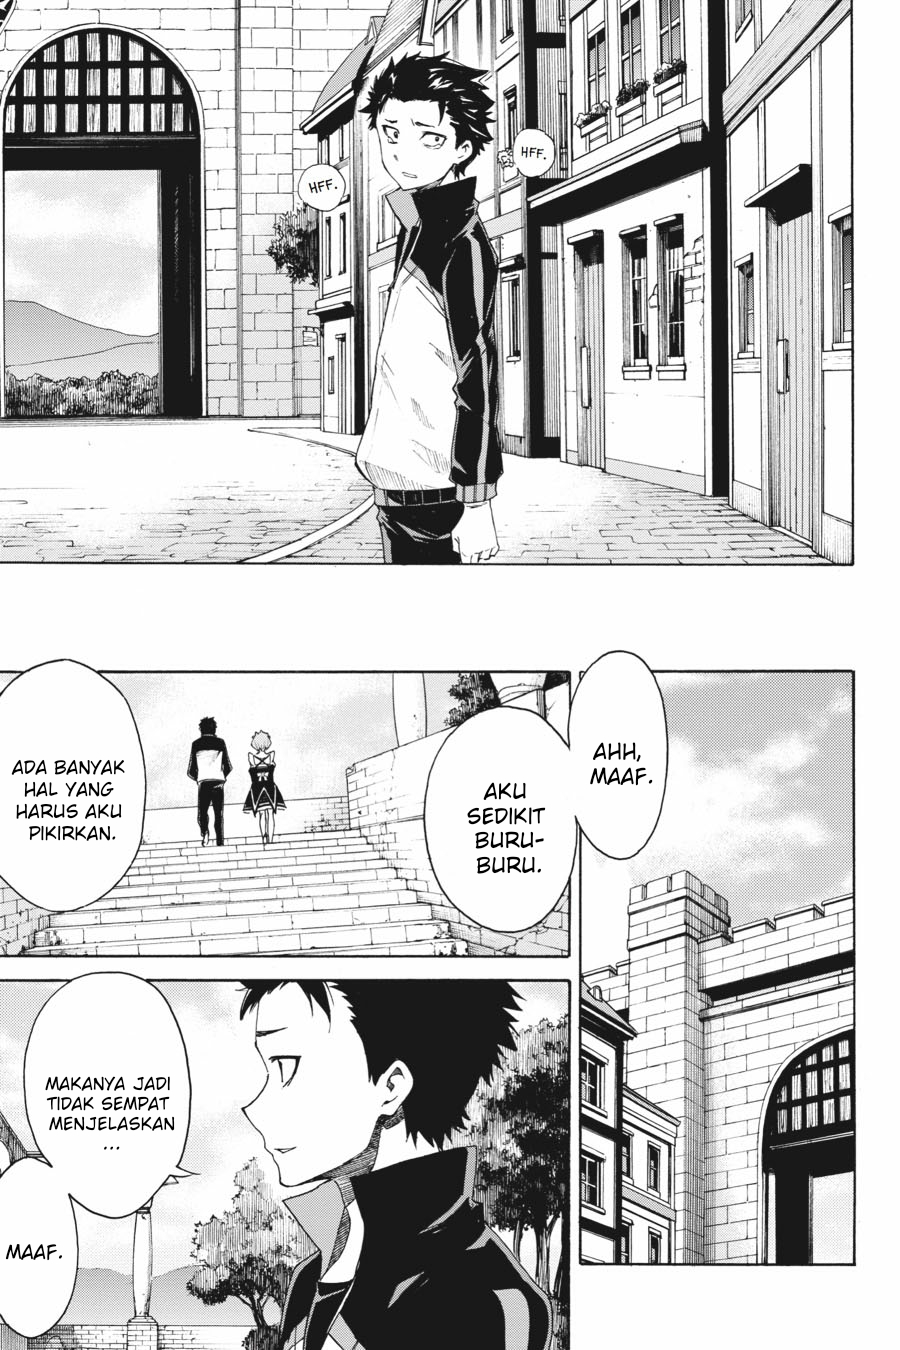 HFF.
HFF.
AHH,
MAAF.
AKU
SEDIKIT
BURU-
BURU.
ADA BANYAK
HAL YANG
HARUS AKU
PIKIRKAN.
MAKANYA JADI
TIDAK SEMPAT
MENJELASKAN
...
MAAF.